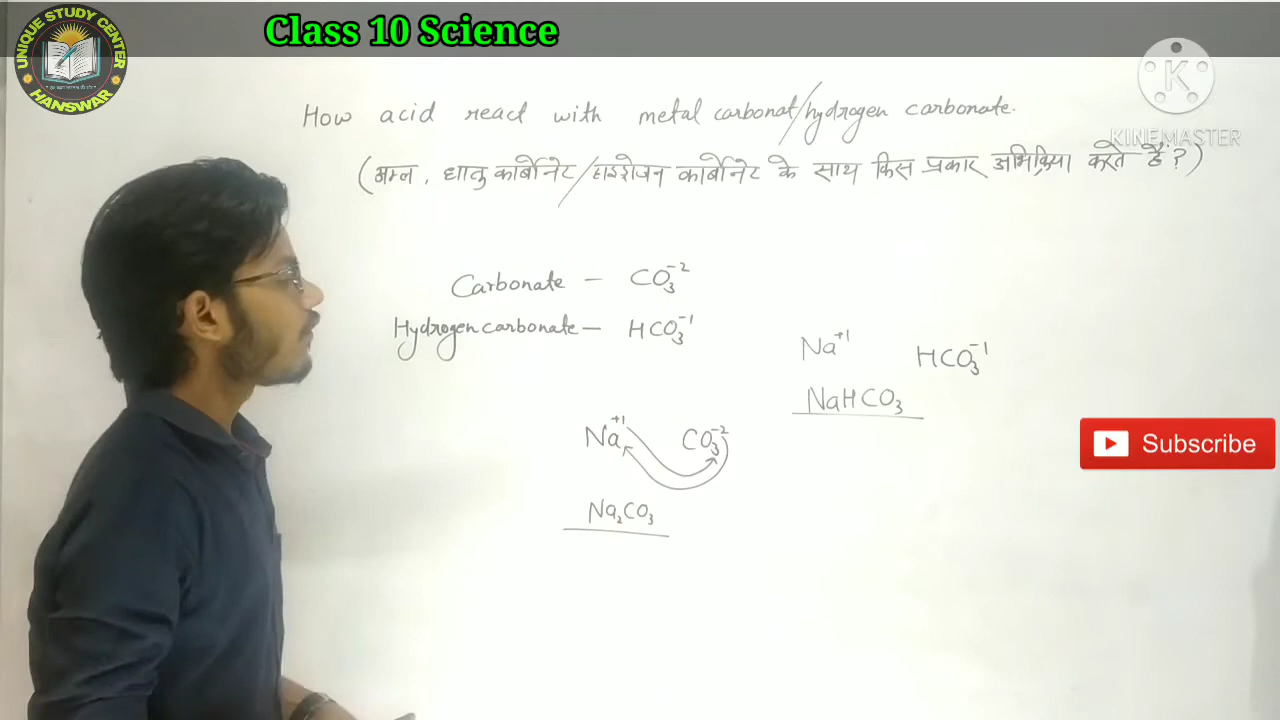 Class 10 Science
UNIQUE STUDY CENTER
HANSWAR
K
KINEMASTER
How acid react with metal carbonat/hydrogen carbonate.
(अम्ल, धातु कार्बोनेट/हाइड्रोजन कार्बोनेट के साथ किस प्रकार अभिक्रिया करते हैं?)
Carbonate – CO₃⁻²
Hydrogen carbonate – HCO₃⁻¹
Na⁺¹ HCO₃⁻¹
NaHCO₃
Na⁺¹ CO₃⁻²
Na₂CO₃
Subscribe